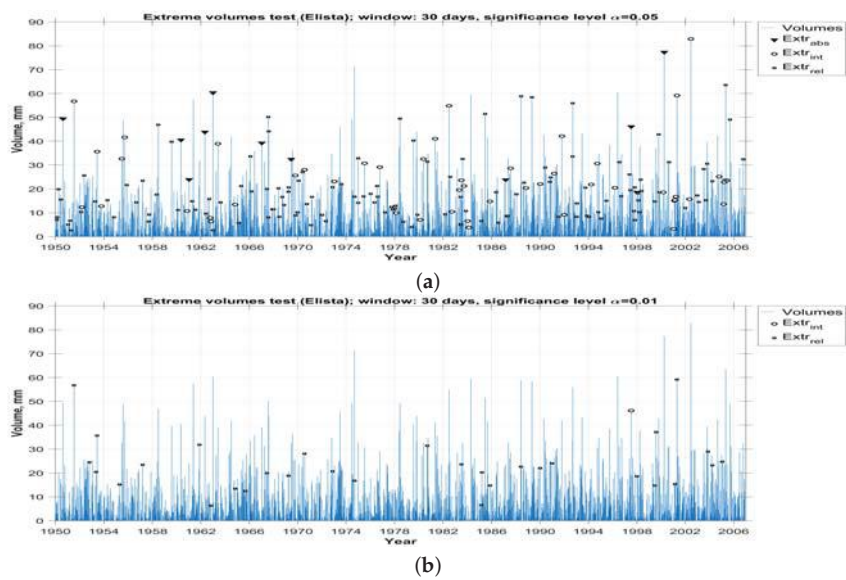 Extreme volumes test (Elista); window: 30 days, significance level α=0.05
Volumes
Extr_abs
Extr_int
Extr_rel
Volume, mm
90
80
70
60
50
40
30
20
10
0
1950 1954 1958 1962 1966 1970 1974 1978 1982 1986 1990 1994 1998 2002 2006
Year
(a)
Extreme volumes test (Elista); window: 30 days, significance level α=0.01
Volumes
Extr_int
Extr_rel
Volume, mm
90
80
70
60
50
40
30
20
10
0
1950 1954 1958 1962 1966 1970 1974 1978 1982 1986 1990 1994 1998 2002 2006
Year
(b)